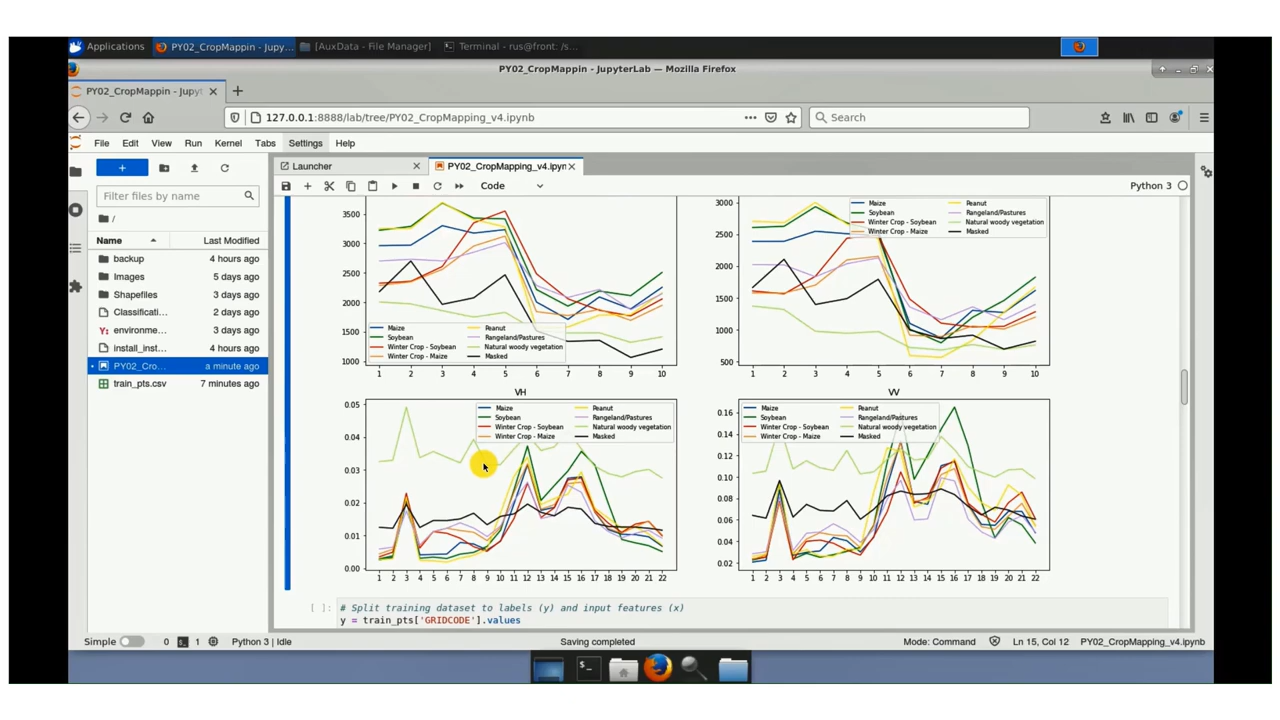 Applications
PY02_CropMappin - Jupy...
[AuxData - File Manager]
Terminal - rus@front: /s...
PY02_CropMappin - JupyterLab — Mozilla Firefox
PY02_CropMappin - Jupyt
127.0.0.1:8888/lab/tree/PY02_CropMapping_v4.ipynb
Search
File Edit View Run Kernel Tabs Settings Help
Launcher
PY02_CropMapping_v4.ipyn
Code
Python 3
Filter files by name
/
Name Last Modified
backup 4 hours ago
Images 5 days ago
Shapefiles 3 days ago
Classificati... 2 days ago
environme... 3 days ago
install_inst... 4 hours ago
PY02_Cro... a minute ago
train_pts.csv 7 minutes ago
3500
3000
2500
2000
1500
1000
Maize Peanut
Soybean Rangeland/Pastures
Winter Crop - Soybean Natural woody vegetation
Winter Crop - Maize Masked
1 2 3 4 5 6 7 8 9 10
3000
2500
2000
1500
1000
500
Maize Peanut
Soybean Rangeland/Pastures
Winter Crop - Soybean Natural woody vegetation
Winter Crop - Maize Masked
1 2 3 4 5 6 7 8 9 10
VH
0.05
0.04
0.03
0.02
0.01
0.00
Maize Peanut
Soybean Rangeland/Pastures
Winter Crop - Soybean Natural woody vegetation
Winter Crop - Maize Masked
1 2 3 4 5 6 7 8 9 10 11 12 13 14 15 16 17 18 19 20 21 22
VV
0.16
0.14
0.12
0.10
0.08
0.06
0.04
0.02
Maize Peanut
Soybean Rangeland/Pastures
Winter Crop - Soybean Natural woody vegetation
Winter Crop - Maize Masked
1 2 3 4 5 6 7 8 9 10 11 12 13 14 15 16 17 18 19 20 21 22
[ ]: # Split training dataset to labels (y) and input features (x)
y = train_pts['GRIDCODE'].values
Simple 0 1 Python 3 | Idle Saving completed Mode: Command Ln 15, Col 12 PY02_CropMapping_v4.ipynb